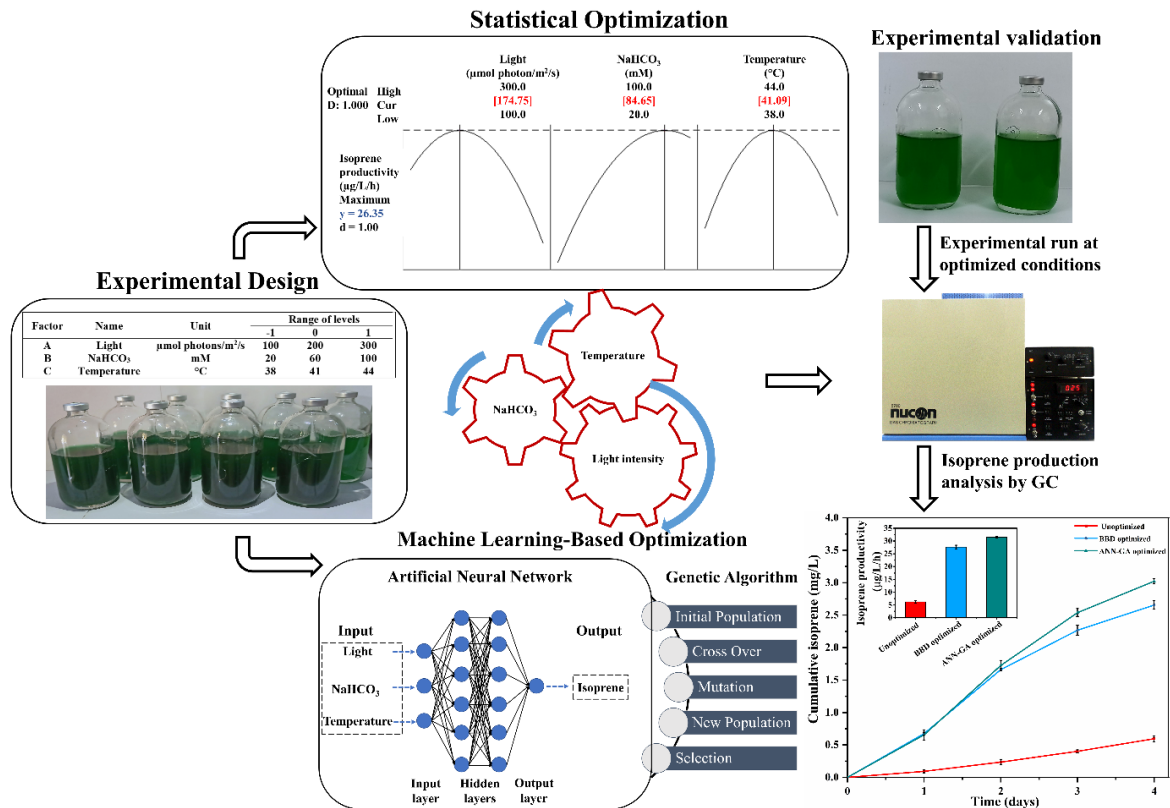 Statistical Optimization
Light
(μmol photon/m²/s)
NaHCO₃
(mM)
Temperature
(°C)
Optimal
D: 1.000
High
Cur
Low
300.0
[174.75]
100.0
100.0
[84.65]
20.0
44.0
[41.09]
38.0
Isoprene
productivity
(μg/L/h)
Maximum
y = 26.35
d = 1.00
Experimental Design
Factor Name Unit Range of levels
-1 0 1
A Light μmol photons/m²/s 100 200 300
B NaHCO₃ mM 20 60 100
C Temperature °C 38 41 44
Temperature
NaHCO₃
Light intensity
Machine Learning-Based Optimization
Artificial Neural Network
Input
Light
NaHCO₃
Temperature
Output
Isoprene
Input
layer
Hidden
layers
Output
layer
Genetic Algorithm
Initial Population
Cross Over
Mutation
New Population
Selection
Experimental validation
Experimental run at
optimized conditions
nucon
Isoprene production
analysis by GC
Cumulative isoprene (mg/L)
4.0
3.5
3.0
2.5
2.0
1.5
1.0
0.5
0.0
0 1 2 3 4
Time (days)
Isoprene productivity
(μg/L/h)
35
30
25
20
15
10
5
0
Unoptimized
BBD optimized
ANN-GA optimized
Unoptimized
BBD optimized
ANN-GA optimized